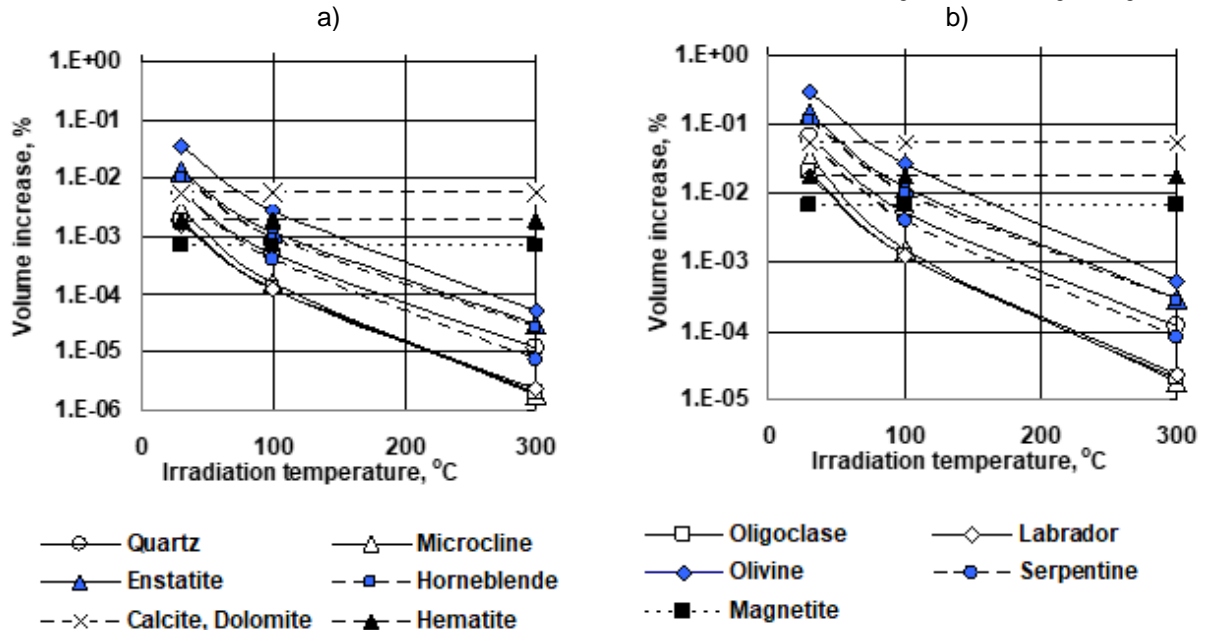 a)
1.E+00
1.E-01
1.E-02
1.E-03
1.E-04
1.E-05
1.E-06
Volume increase, %
0 100 200 300
Irradiation temperature, °C
b)
1.E+00
1.E-01
1.E-02
1.E-03
1.E-04
1.E-05
Volume increase, %
0 100 200 300
Irradiation temperature, °C
Quartz Microcline
Enstatite Horneblende
Calcite, Dolomite Hematite
Oligoclase Labrador
Olivine Serpentine
Magnetite